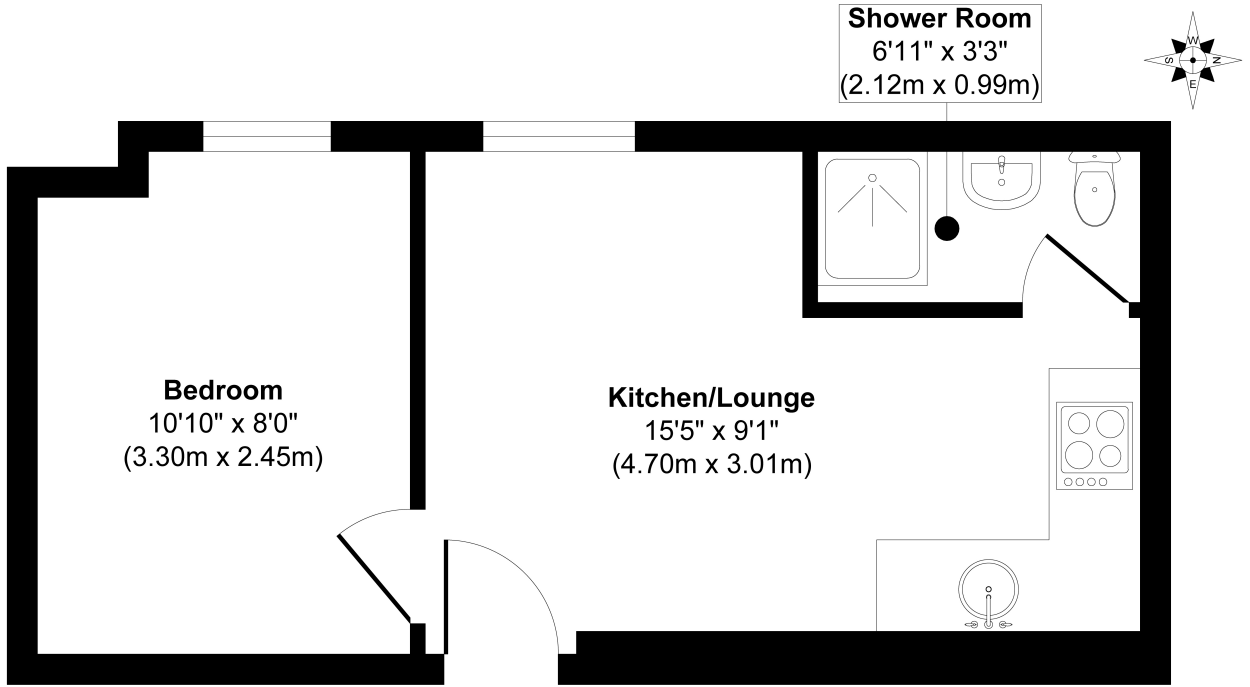 Shower Room
6'11" x 3'3"
(2.12m x 0.99m)
W
S
N
E
Bedroom
10'10" x 8'0"
(3.30m x 2.45m)
Kitchen/Lounge
15'5" x 9'1"
(4.70m x 3.01m)